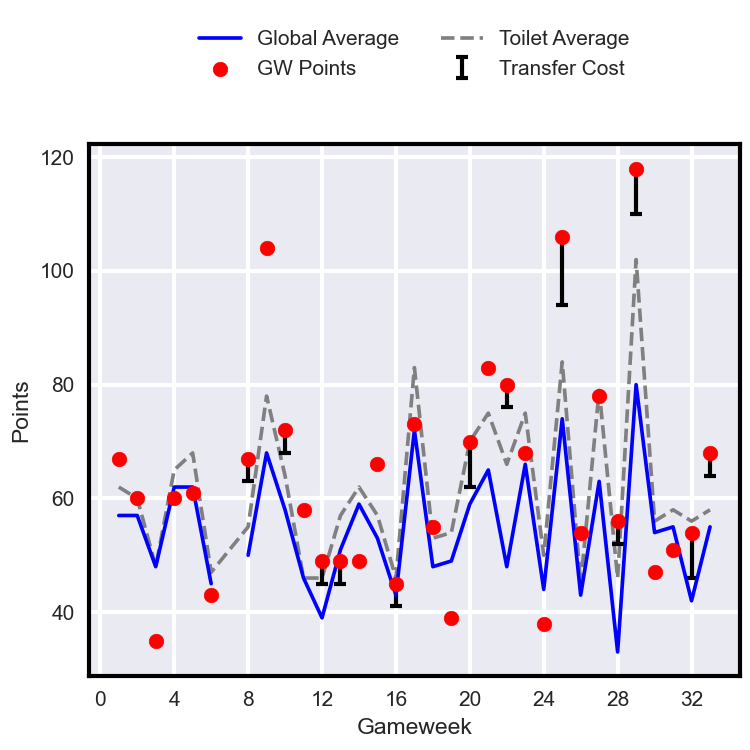 Global Average
Toilet Average
GW Points
Transfer Cost
120
100
80
60
40
Points
0 4 8 12 16 20 24 28 32
Gameweek